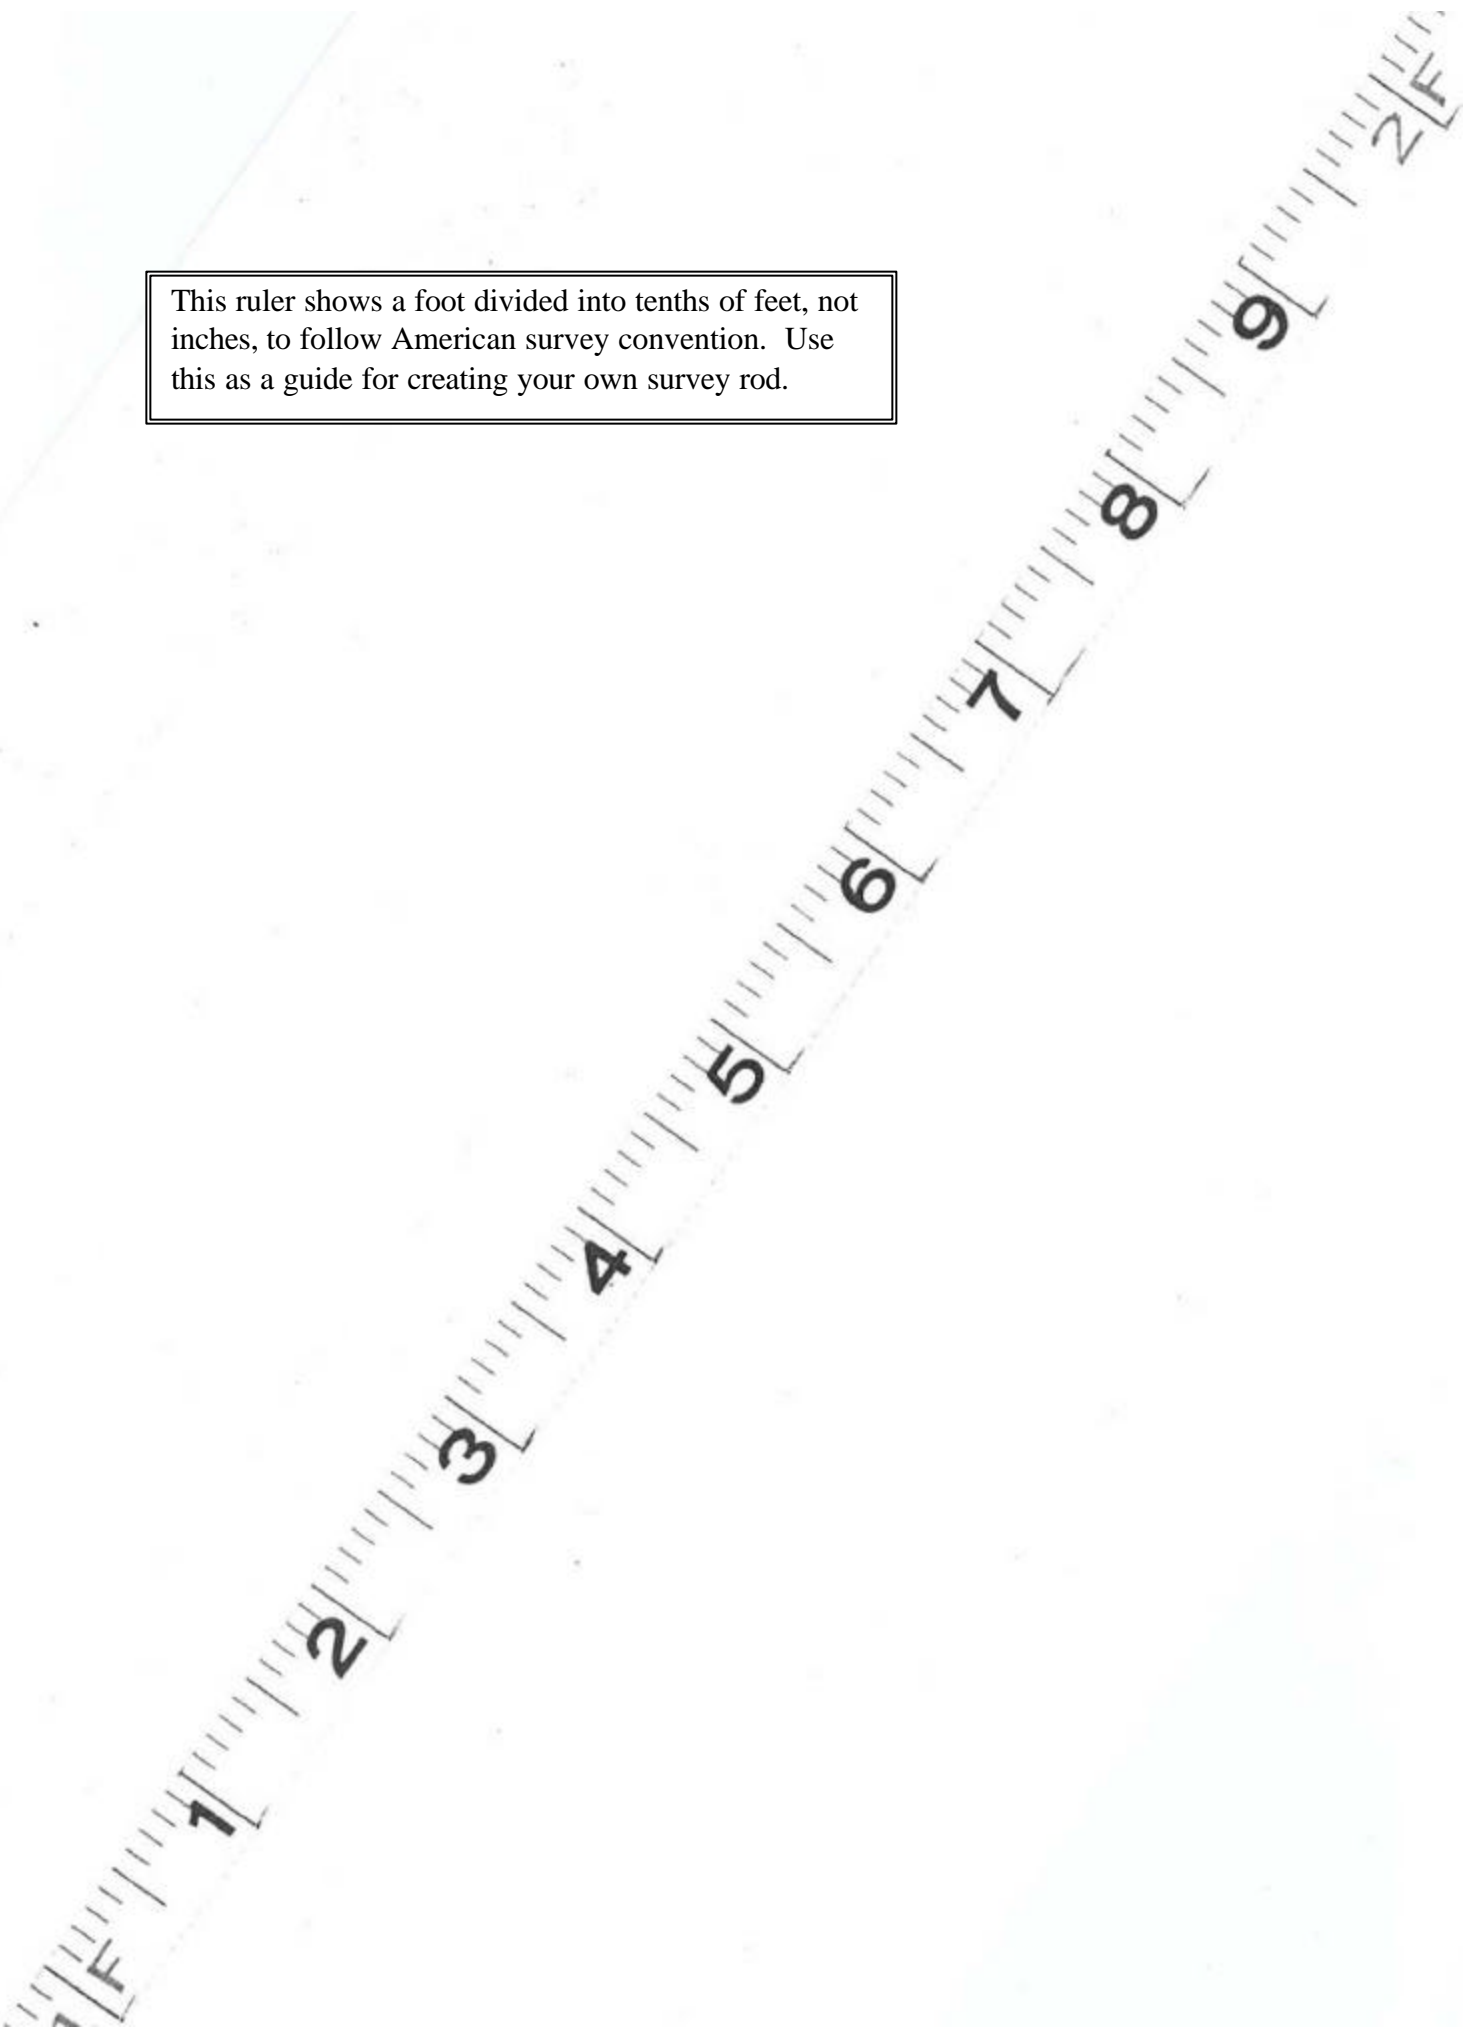 This ruler shows a foot divided into tenths of feet, not
inches, to follow American survey convention.  Use
this as a guide for creating your own survey rod.
2F
9
8
7
6
5
4
3
2
1
F